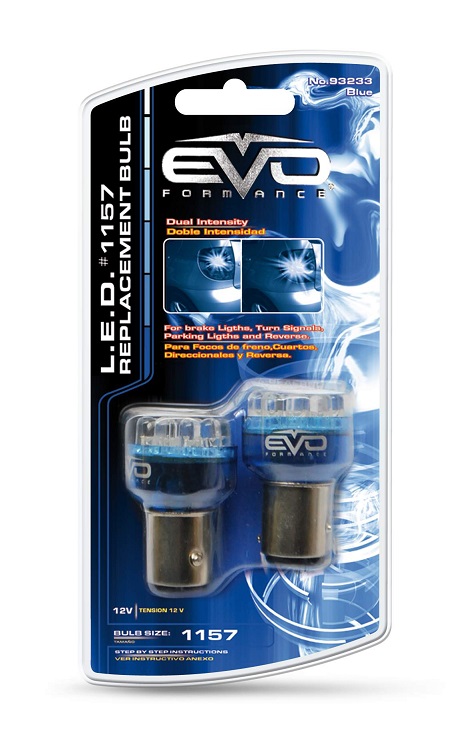 No.93233
Blue
EVO
FORMANCE
Dual Intensity
Doble Intensidad
L.E.D. #1157
REPLACEMENT BULB
For brake Ligths, Turn Signals,
Parking Ligths and Reverse.
Para Focos de freno,Cuartos,
Direccionales y Reversa.
EVO
FORMANCE
EVO
FORMANCE
12V TENSION 12 V
BULB SIZE: 1157
TAMAÑO
STEP BY STEP INSTRUCTIONS
VER INSTRUCTIVO ANEXO